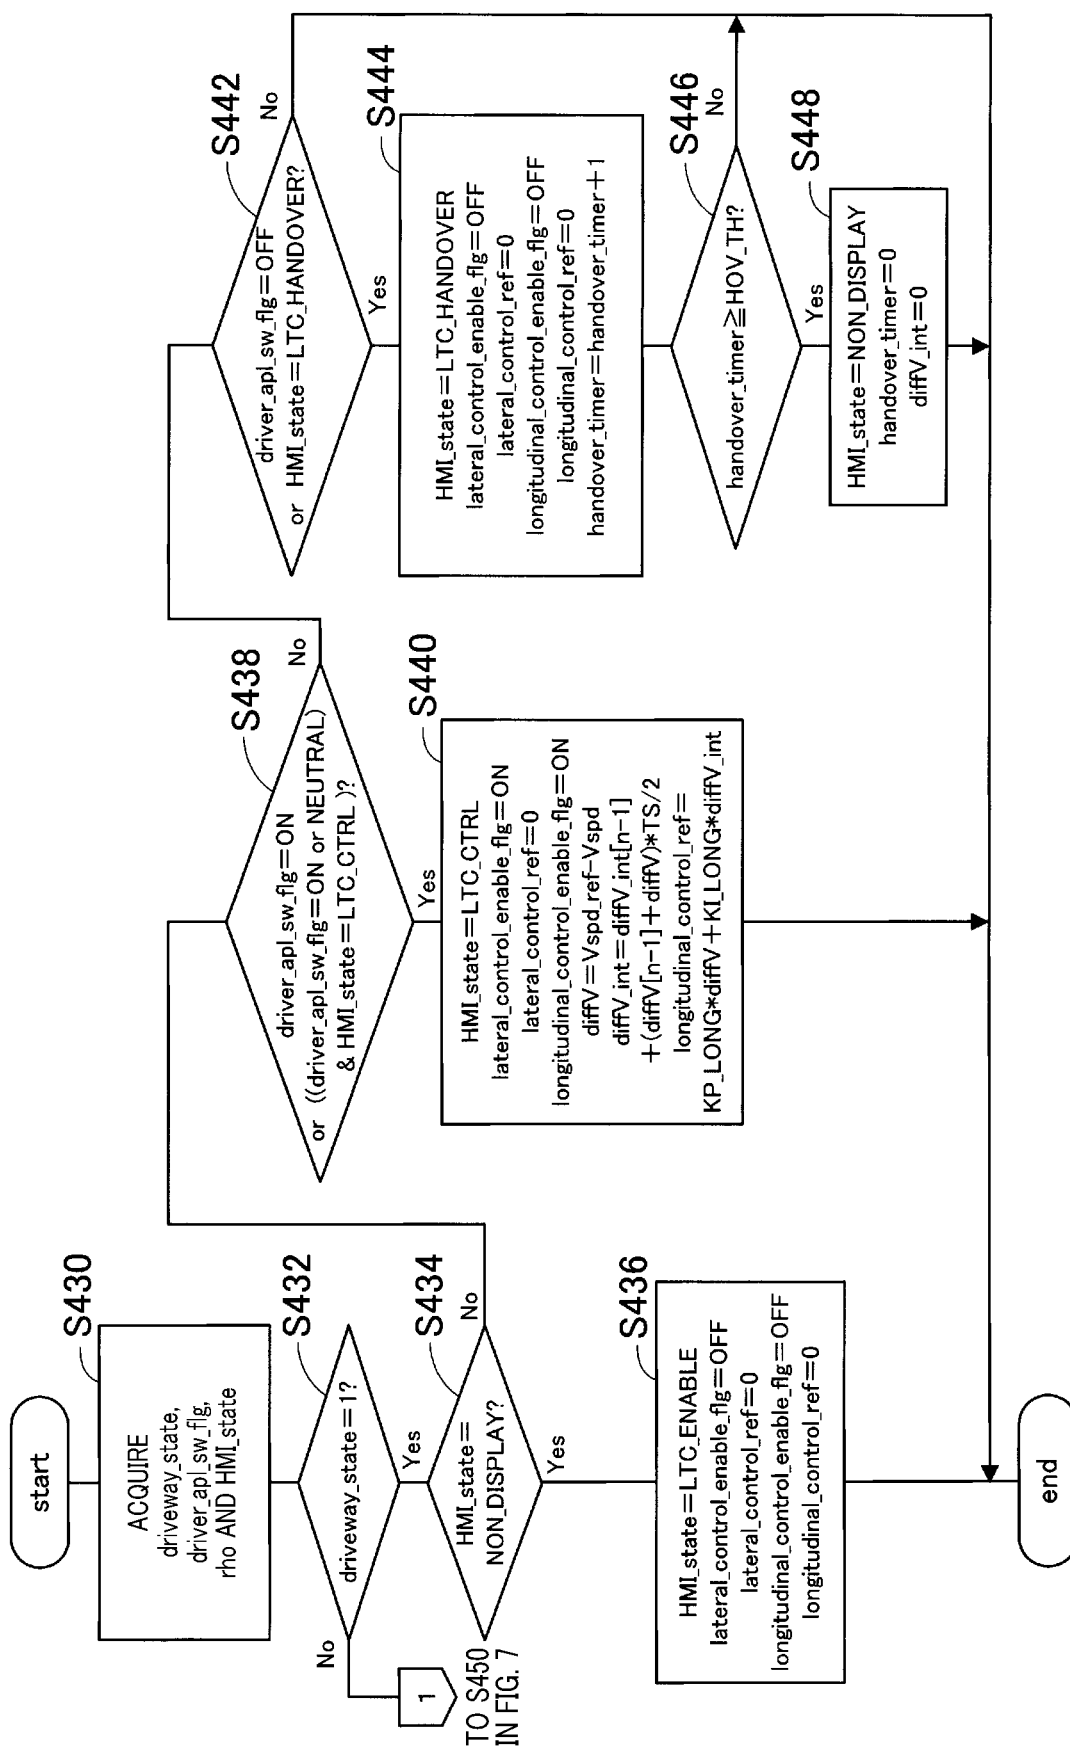 start
S430
ACQUIRE
driveway_state,
driver_apl_sw_flg,
rho AND HMI_state
S432
driveway_state=1?
No
Yes
1
TO S450
IN FIG. 7
S434
HMI_state=
NON_DISPLAY?
No
Yes
S436
HMI_state=LTC_ENABLE
lateral_control_enable_flg=OFF
lateral_control_ref=0
longitudinal_control_enable_flg=OFF
longitudinal_control_ref=0
S438
driver_apl_sw_flg=ON
or ((driver_apl_sw_flg=ON or NEUTRAL)
& HMI_state=LTC_CTRL )?
No
Yes
S440
HMI_state=LTC_CTRL
lateral_control_enable_flg=ON
lateral_control_ref=0
longitudinal_control_enable_flg=ON
diffV=Vspd_ref-Vspd
diffV_int=diffV_int[n-1]
+(diffV[n-1]+diffV)*TS/2
longitudinal_control_ref=
KP_LONG*diffV+KI_LONG*diffV_int
S442
driver_apl_sw_flg=OFF
or HMI_state=LTC_HANDOVER?
No
Yes
S444
HMI_state=LTC_HANDOVER
lateral_control_enable_flg=OFF
lateral_control_ref=0
longitudinal_control_enable_flg=OFF
longitudinal_control_ref=0
handover_timer=handover_timer+1
S446
handover_timer≧HOV_TH?
No
Yes
S448
HMI_state=NON_DISPLAY
handover_timer=0
diffV_int=0
end